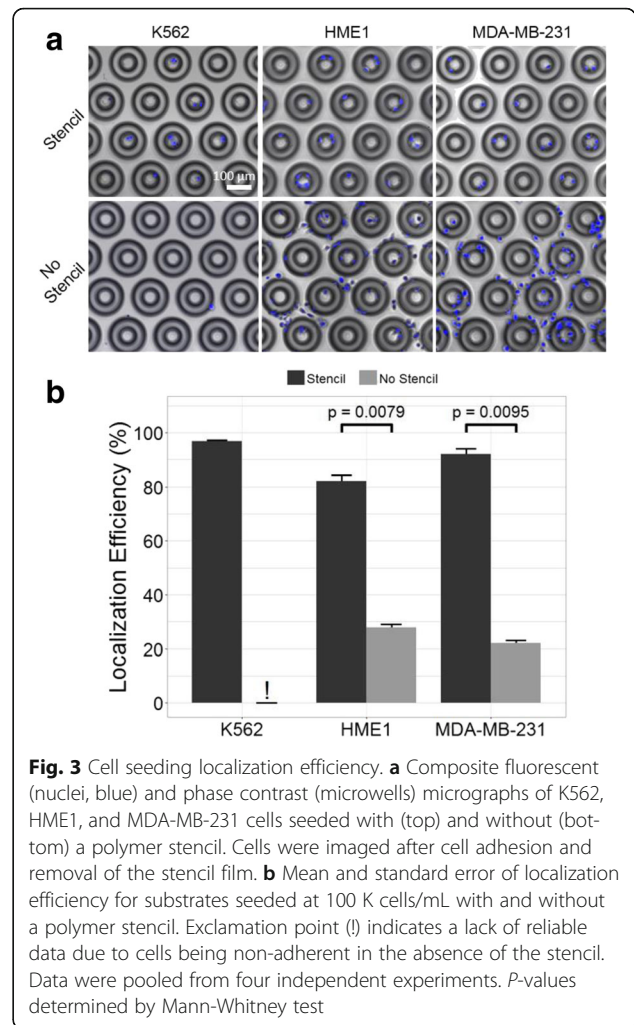 a
K562 HME1 MDA-MB-231
Stencil
100 μm
No
Stencil
b
Stencil No Stencil
p = 0.0079 p = 0.0095
Localization Efficiency (%)
100
80
60
40
20
0
!
K562 HME1 MDA-MB-231
Fig. 3 Cell seeding localization efficiency. a Composite fluorescent
(nuclei, blue) and phase contrast (microwells) micrographs of K562,
HME1, and MDA-MB-231 cells seeded with (top) and without (bot-
tom) a polymer stencil. Cells were imaged after cell adhesion and
removal of the stencil film. b Mean and standard error of localization
efficiency for substrates seeded at 100 K cells/mL with and without
a polymer stencil. Exclamation point (!) indicates a lack of reliable
data due to cells being non-adherent in the absence of the stencil.
Data were pooled from four independent experiments. P-values
determined by Mann-Whitney test